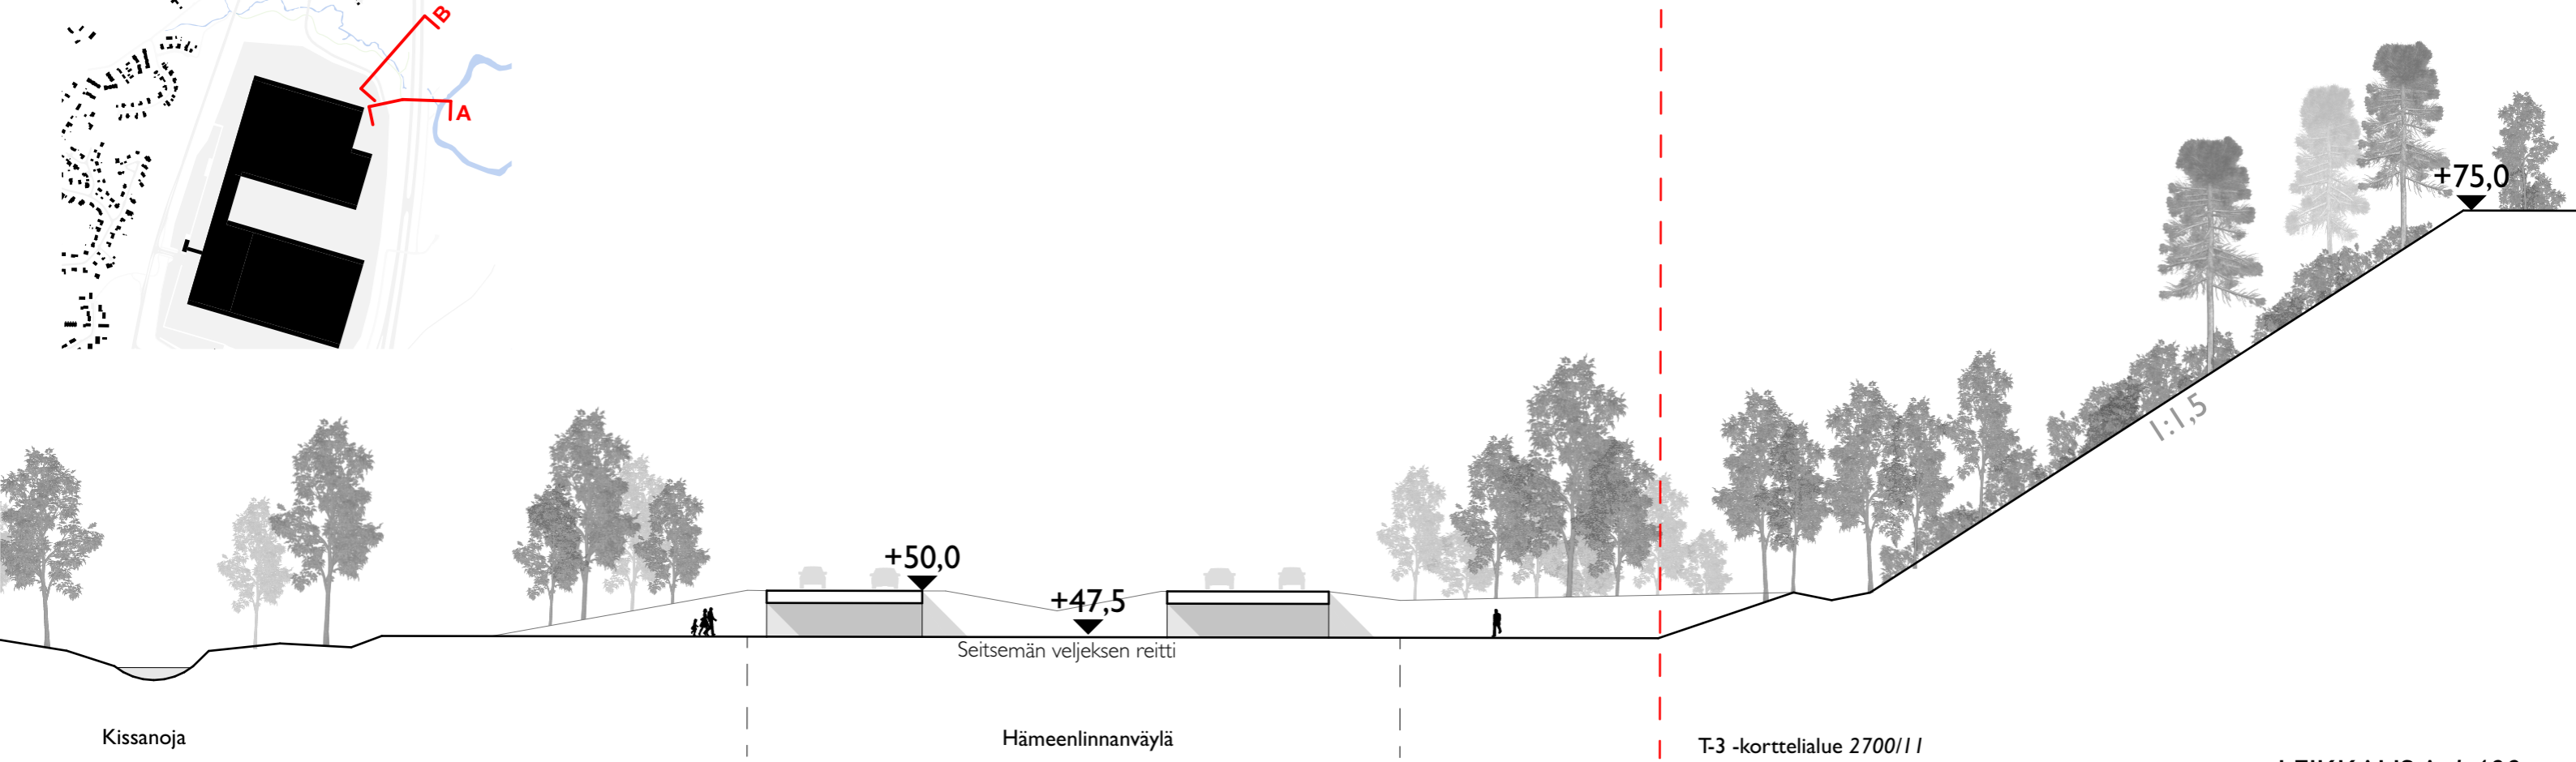 B
A
+75,0
1:1,5
+50,0
+47,5
Seitsemän veljeksen reitti
Kissanoja
Hämeenlinnanväylä
T-3 -korttelialue 2700/11